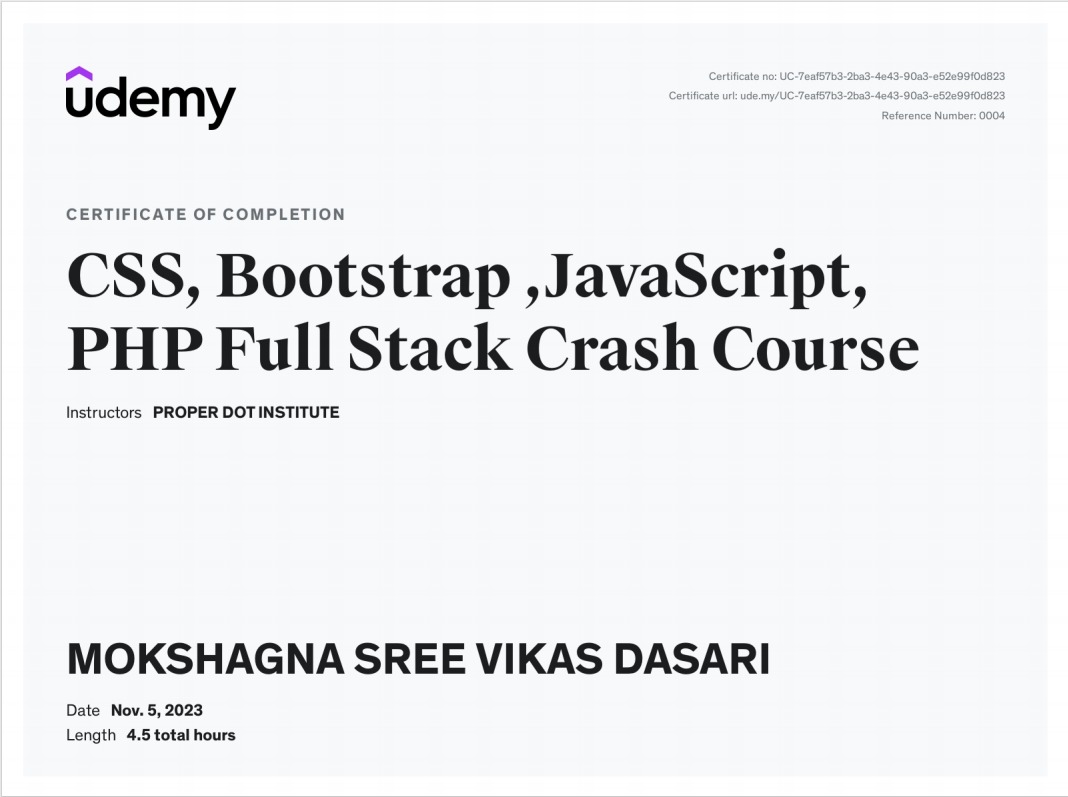 udemy
Certificate no: UC-7eaf57b3-2ba3-4e43-90a3-e52e99f0d823
Certificate url: ude.my/UC-7eaf57b3-2ba3-4e43-90a3-e52e99f0d823
Reference Number: 0004
CERTIFICATE OF COMPLETION
CSS, Bootstrap ,JavaScript,
PHP Full Stack Crash Course
Instructors PROPER DOT INSTITUTE
MOKSHAGNA SREE VIKAS DASARI
Date Nov. 5, 2023
Length 4.5 total hours